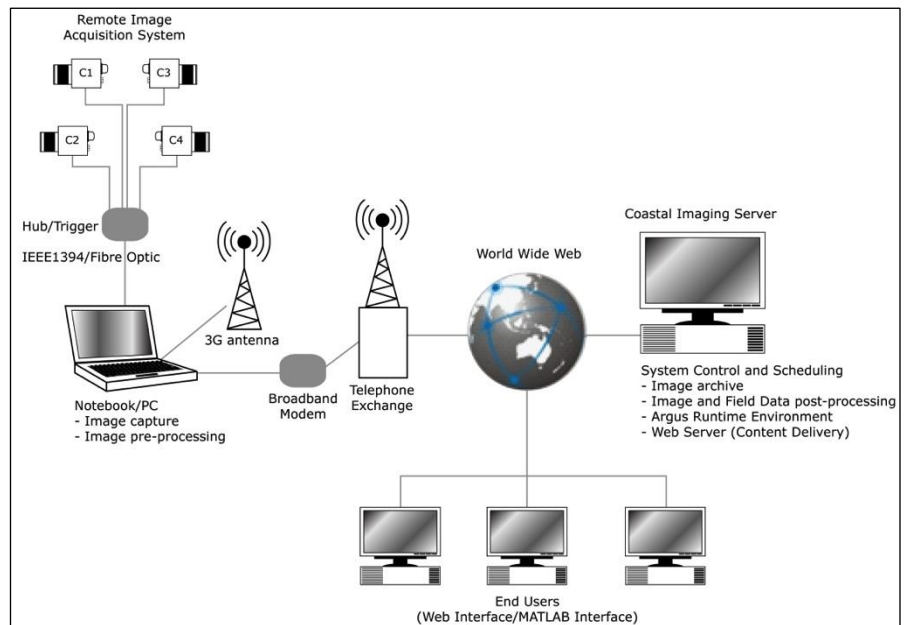 Remote Image
Acquisition System
C1
C3
C2
C4
Hub/Trigger
IEEE1394/Fibre Optic
3G antenna
Notebook/PC
- Image capture
- Image pre-processing
Broadband
Modem
Telephone
Exchange
World Wide Web
Coastal Imaging Server
System Control and Scheduling
- Image archive
- Image and Field Data post-processing
- Argus Runtime Environment
- Web Server (Content Delivery)
End Users
(Web Interface/MATLAB Interface)